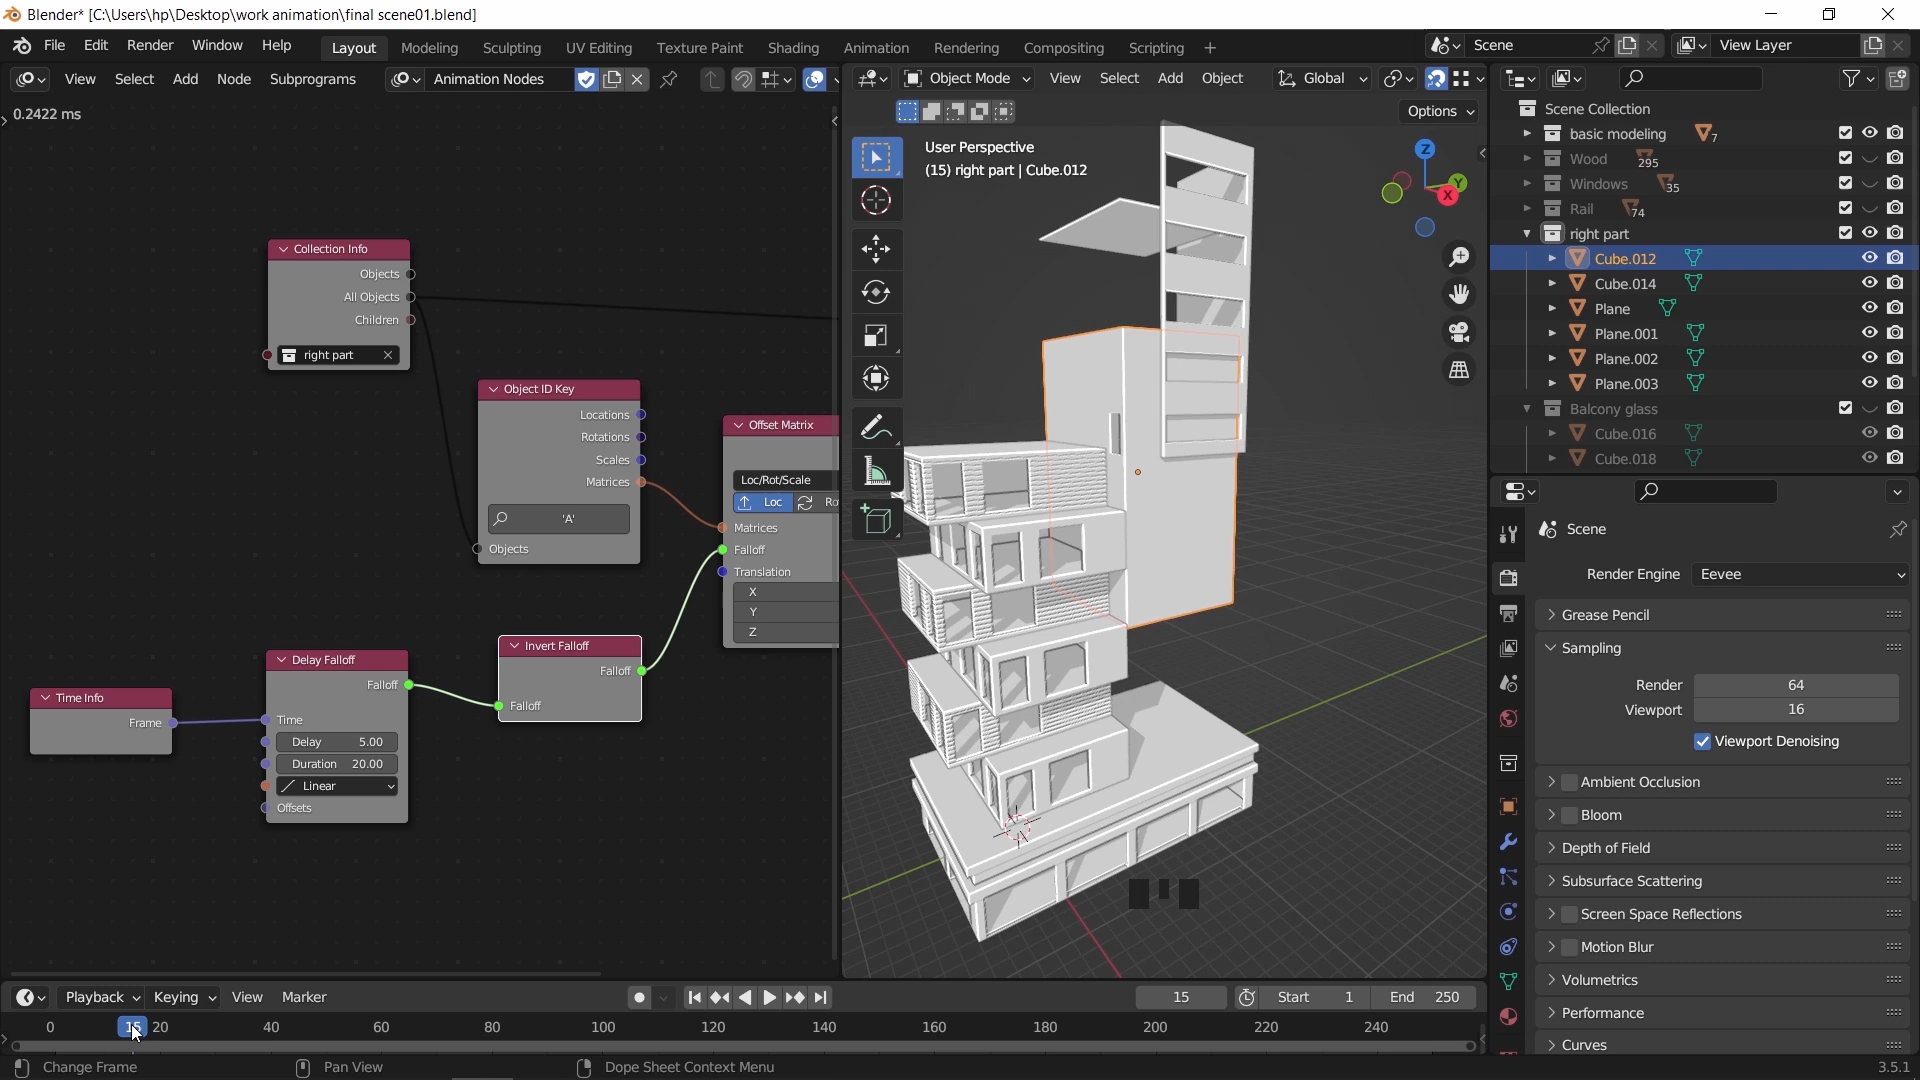 Blender* [C:\Users\hp\Desktop\work animation\final scene01.blend]
File Edit Render Window Help
Layout Modeling Sculpting UV Editing Texture Paint Shading Animation Rendering Compositing Scripting
Scene
View Layer
View Select Add Node Subprograms
Animation Nodes
0.2422 ms
Collection Info
Objects
All Objects
Children
right part
Object ID Key
Locations
Rotations
Scales
Matrices
'A'
Objects
Offset Matrix
Loc/Rot/Scale
Loc
Matrices
Falloff
Translation
X
Y
Z
Invert Falloff
Falloff
Falloff
Delay Falloff
Falloff
Time
Delay 5.00
Duration 20.00
Linear
Offsets
Time Info
Frame
Object Mode View Select Add Object Global
Options
User Perspective
(15) right part | Cube.012
Z
Y
X
Scene Collection
basic modeling 7
Wood 295
Windows 35
Rail 74
right part
Cube.012
Cube.014
Plane
Plane.001
Plane.002
Plane.003
Balcony glass
Cube.016
Cube.018
Scene
Render Engine Eevee
Grease Pencil
Sampling
Render 64
Viewport 16
Viewport Denoising
Ambient Occlusion
Bloom
Depth of Field
Subsurface Scattering
Screen Space Reflections
Motion Blur
Volumetrics
Performance
Curves
Playback Keying View Marker
15 Start 1 End 250
0 15 20 40 60 80 100 120 140 160 180 200 220 240
Change Frame Pan View Dope Sheet Context Menu 3.5.1